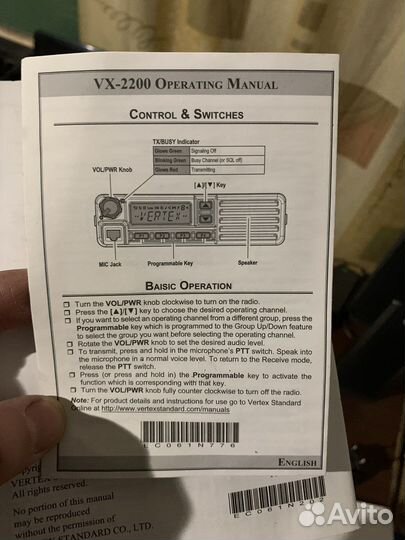 VX-2200 OPERATING MANUAL
CONTROL & SWITCHES
TX/BUSY Indicator
Glows Green Signaling Off
Blinking Green Busy Channel (or SQL off)
Glows Red Transmitting
VOL/PWR Knob
[▲]/[▼] Key
VERTEX
MIC Jack Programmable Key Speaker
BAISIC OPERATION
❐ Turn the VOL/PWR knob clockwise to turn on the radio.
❐ Press the [▲]/[▼] key to choose the desired operating channel.
❐ If you want to select an operating channel from a different group, press the
Programmable key which is programmed to the Group Up/Down feature
to select the group you want before selecting the operating channel.
❐ Rotate the VOL/PWR knob to set the desired audio level.
❐ To transmit, press and hold in the microphone's PTT switch. Speak into
the microphone in a normal voice level. To return to the Receive mode,
release the PTT switch.
❐ Press (or press and hold in) the Programmable key to activate the
function which is corresponding with that key.
❐ Turn the VOL/PWR knob fully counter clockwise to turn off the radio.
Note: For product details and instructions for use go to Vertex Standard
Online at http://www.vertexstandard.com/manuals
EC061N776
ENGLISH
Copyrig
VERTEX
All rights reserved.
No portion of this manual
may be reproduced
without the permission of
STANDARD CO., LTD.
EC061N202
Avito